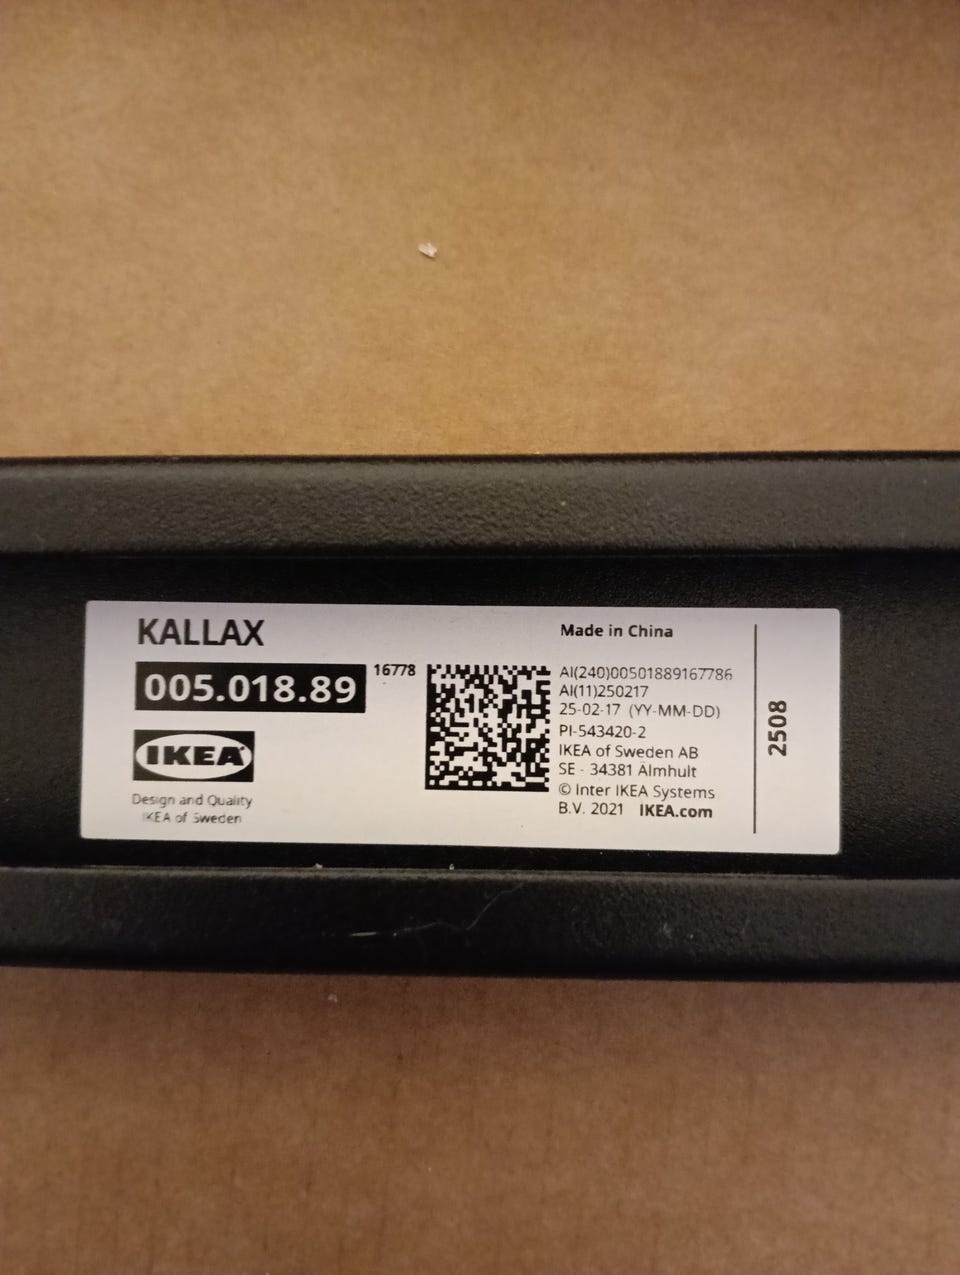 KALLAX
005.018.89
16778
IKEA
Design and Quality
IKEA of Sweden
Made in China
AI(240)00501889167786
AI(11)250217
25-02-17 (YY-MM-DD)
PI-543420-2
IKEA of Sweden AB
SE - 34381 Älmhult
© Inter IKEA Systems
B.V. 2021 IKEA.com
2508